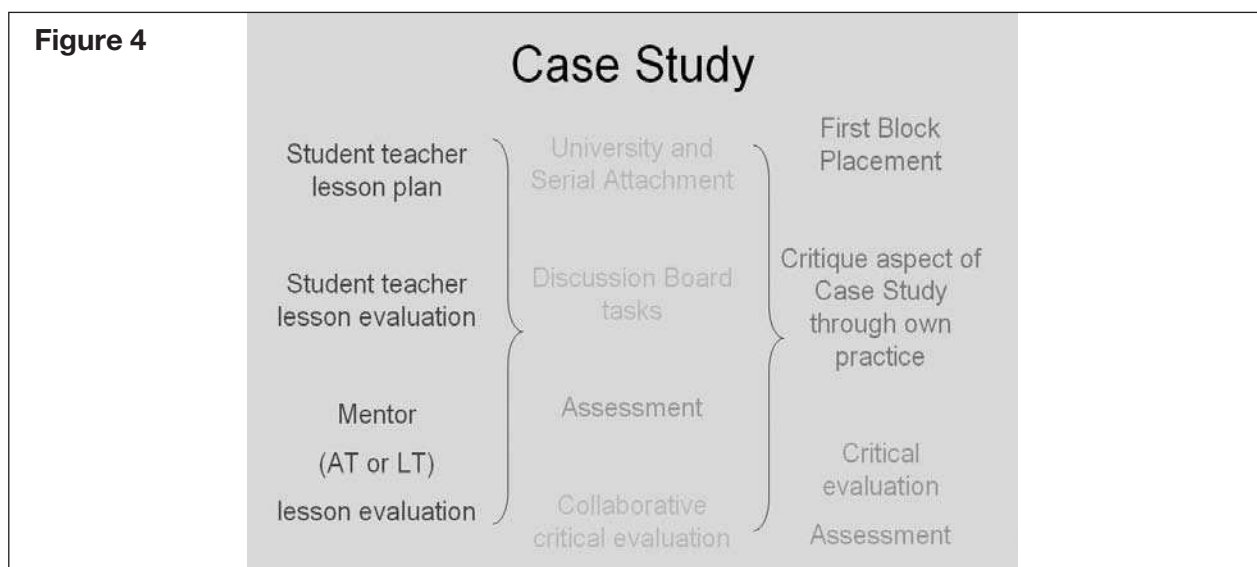 Figure 4
Case Study
Student teacher
lesson plan
Student teacher
lesson evaluation
Mentor
(AT or LT)
lesson evaluation
University and
Serial Attachment
Discussion Board
tasks
Assessment
Collaborative
critical evaluation
First Block
Placement
Critique aspect of
Case Study
through own
practice
Critical
evaluation
Assessment